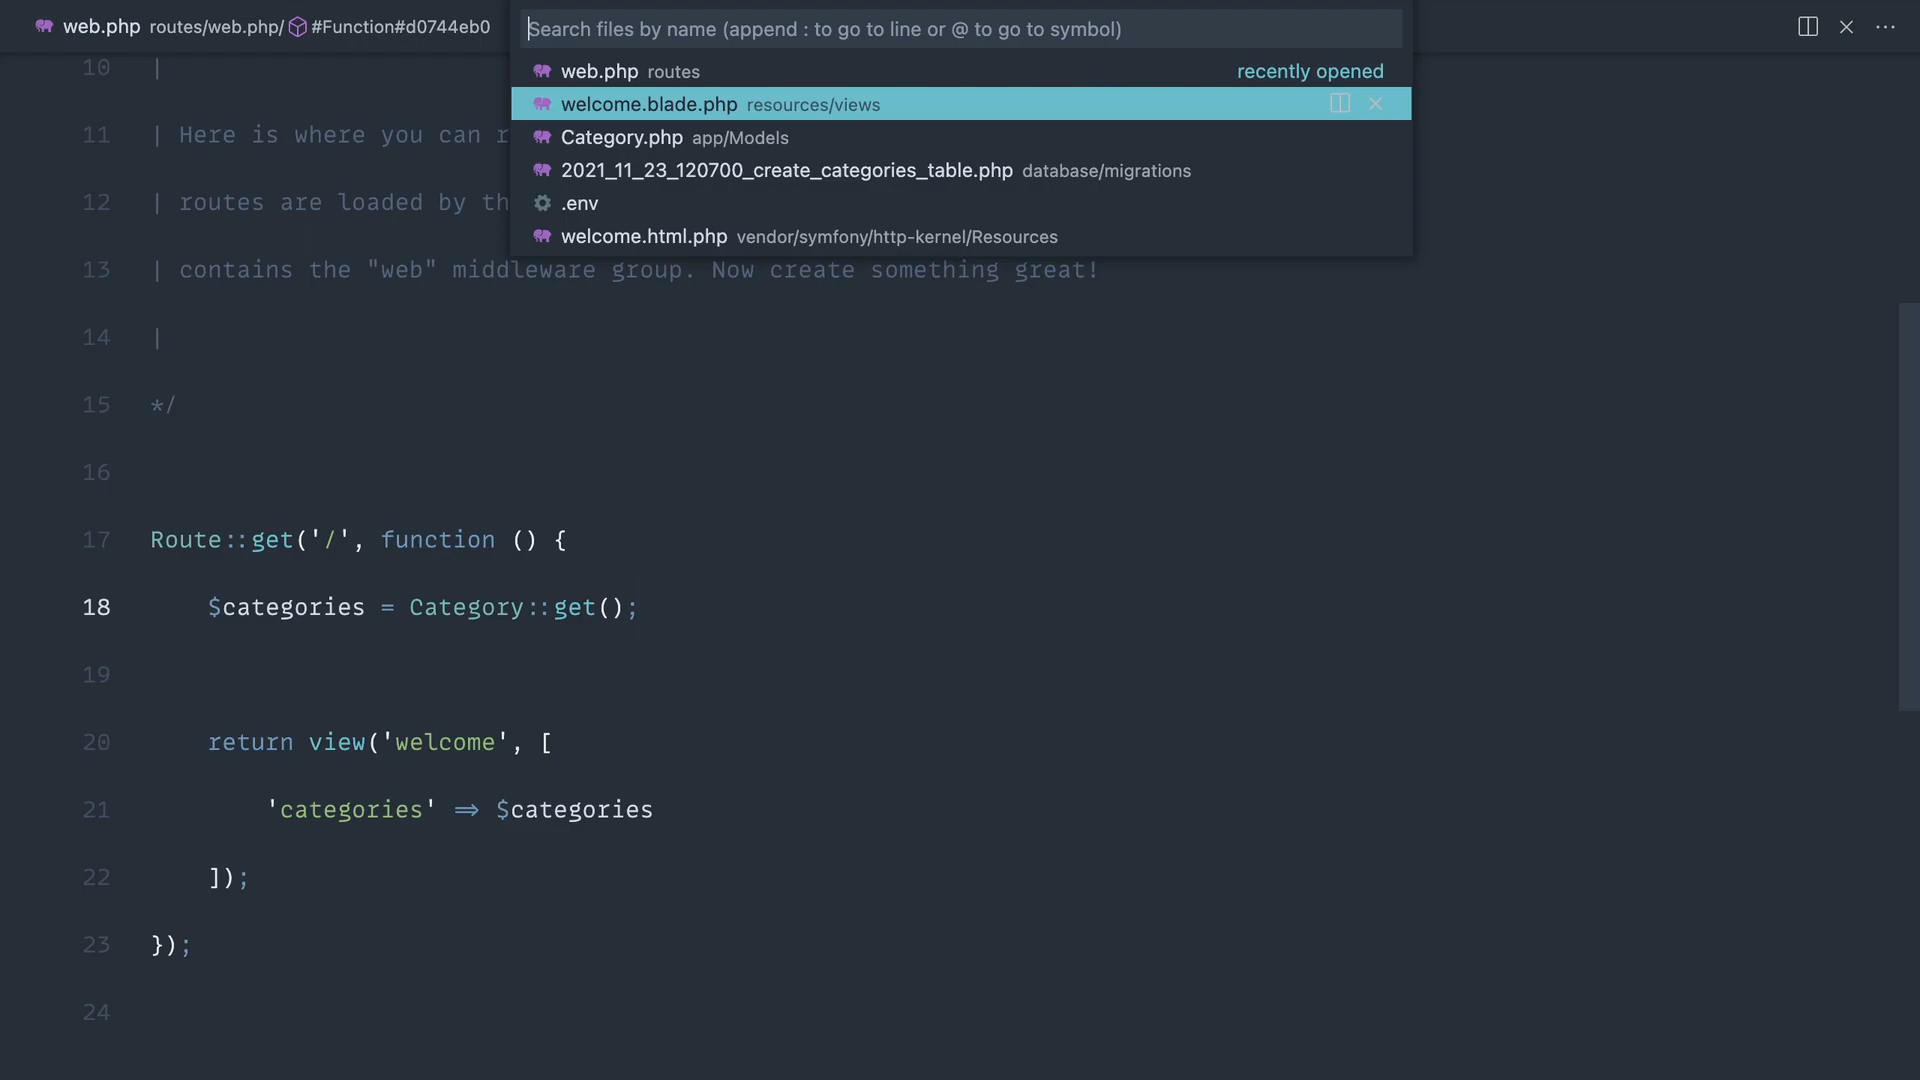 web.php routes/web.php/ #Function#d0744eb0
Search files by name (append : to go to line or @ to go to symbol)
web.php routes recently opened
welcome.blade.php resources/views
Category.php app/Models
2021_11_23_120700_create_categories_table.php database/migrations
.env
welcome.html.php vendor/symfony/http-kernel/Resources
10 |
11 | Here is where you can r
12 | routes are loaded by th
13 | contains the "web" middleware group. Now create something great!
14 |
15 */
16
17 Route::get('/', function () {
18 $categories = Category::get();
19
20 return view('welcome', [
21 'categories' => $categories
22 ]);
23 });
24